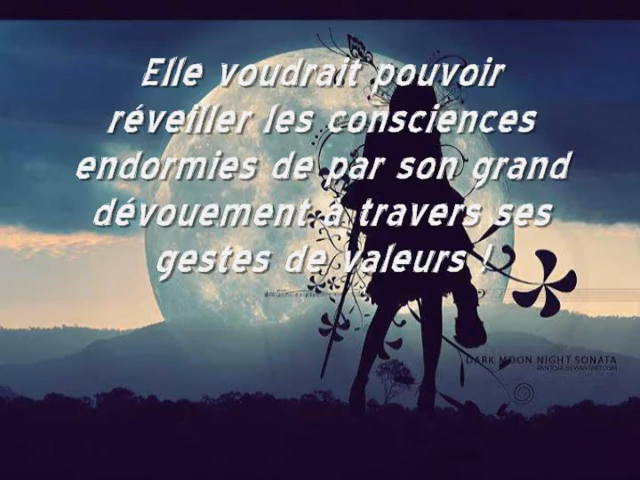 Elle voudrait pouvoir
réveiller les consciences
endormies de par son grand
dévouement à travers ses
gestes de valeurs !
DARK MOON NIGHT SONATA